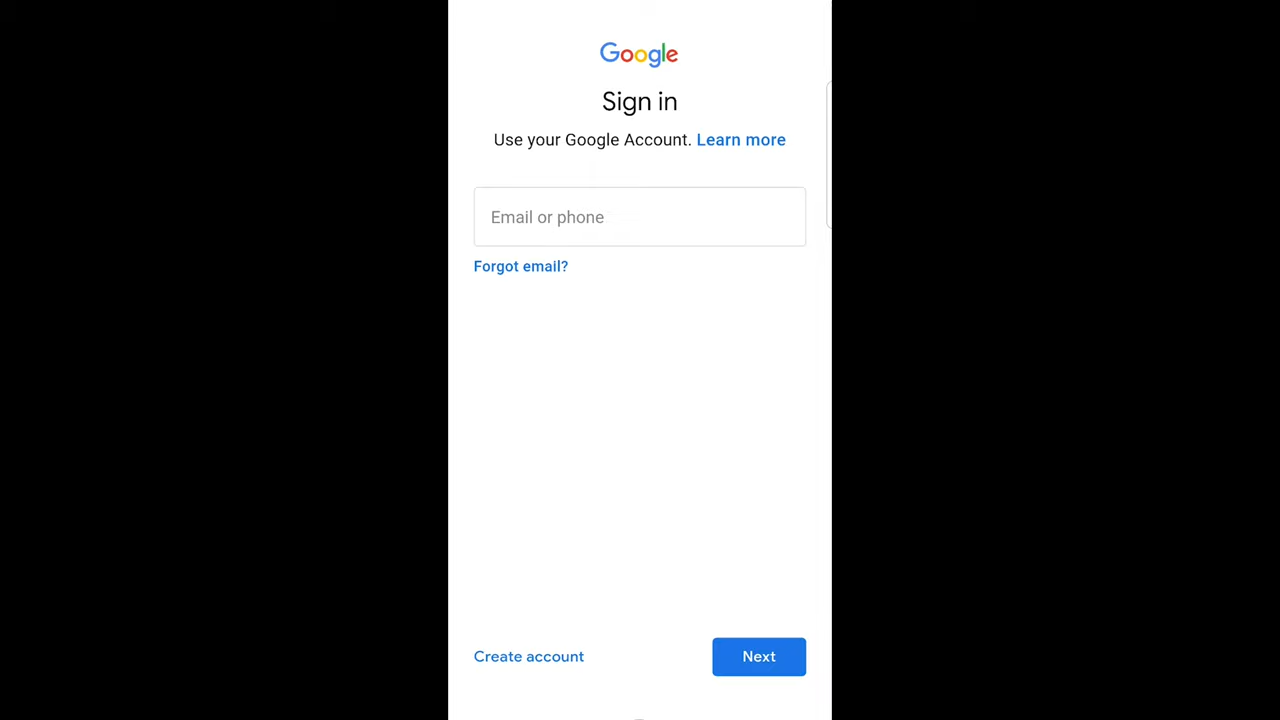 Google
Sign in
Use your Google Account. Learn more
Email or phone
Forgot email?
Create account
Next